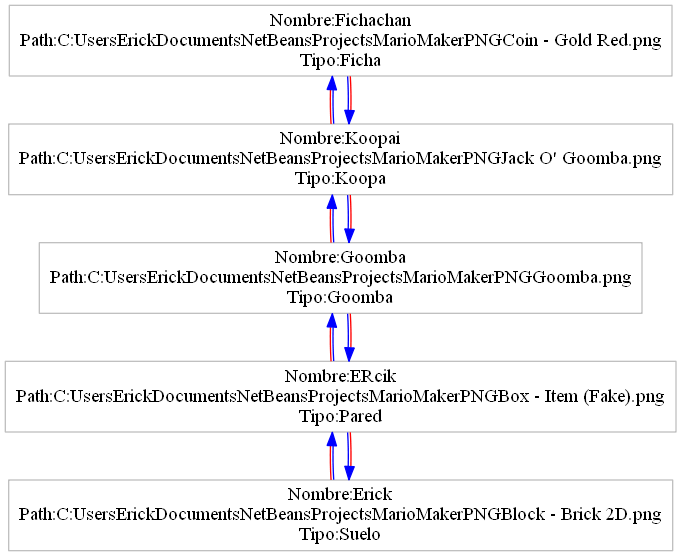 Nombre:Fichachan
Path:C:UsersErickDocumentsNetBeansProjectsMarioMakerPNGCoin - Gold Red.png
Tipo:Ficha
Nombre:Koopai
Path:C:UsersErickDocumentsNetBeansProjectsMarioMakerPNGJack O' Goomba.png
Tipo:Koopa
Nombre:Goomba
Path:C:UsersErickDocumentsNetBeansProjectsMarioMakerPNGGoomba.png
Tipo:Goomba
Nombre:ERcik
Path:C:UsersErickDocumentsNetBeansProjectsMarioMakerPNGBox - Item (Fake).png
Tipo:Pared
Nombre:Erick
Path:C:UsersErickDocumentsNetBeansProjectsMarioMakerPNGBlock - Brick 2D.png
Tipo:Suelo